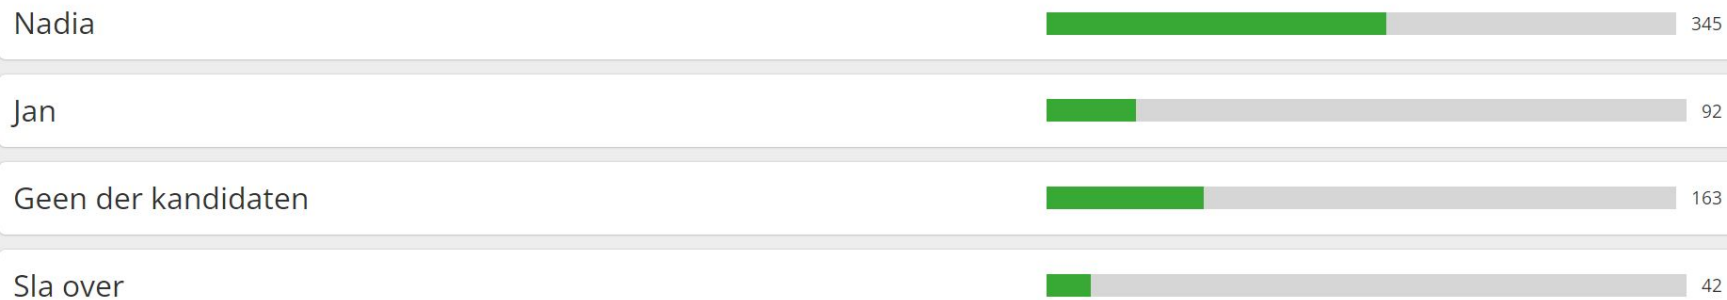 Nadia 345
Jan 92
Geen der kandidaten 163
Sla over 42